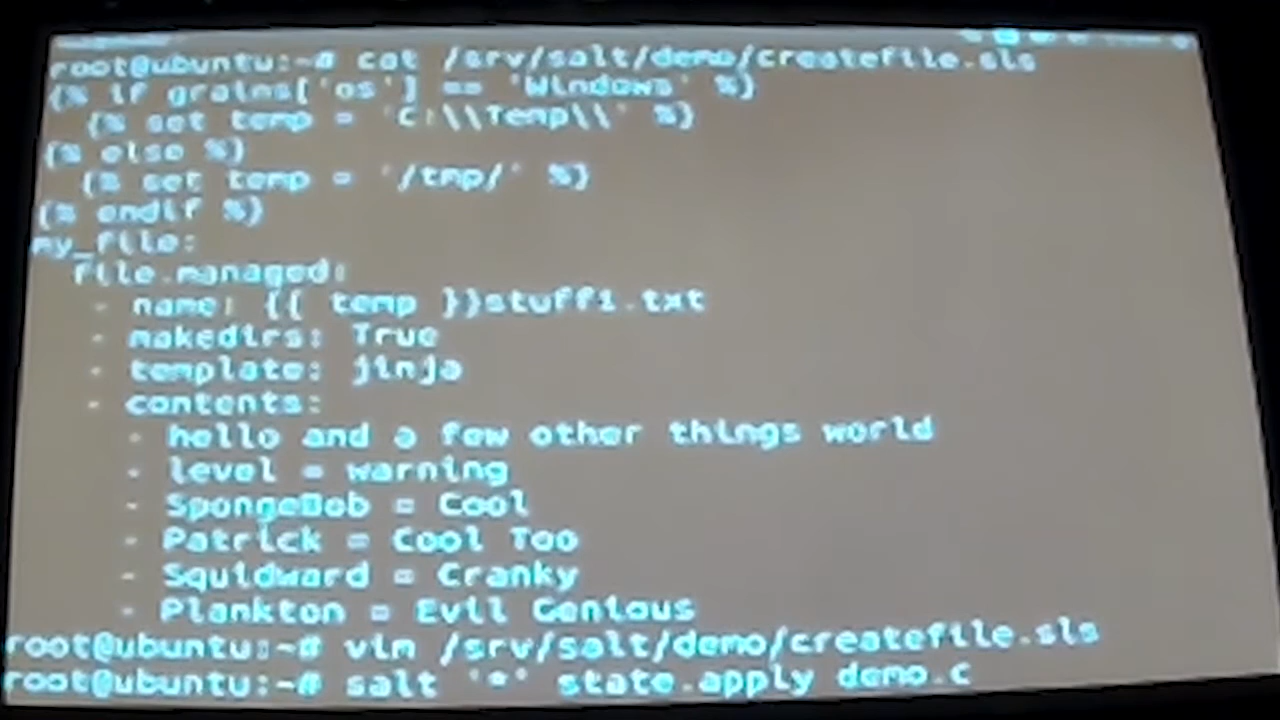 root@ubuntu:~# cat /srv/salt/demo/createfile.sls
{% if grains['os'] == 'Windows' %}
{% set temp = 'C:\\Temp\\' %}
{% else %}
{% set temp = '/tmp/' %}
{% endif %}
my_file:
file.managed:
- name: {{ temp }}stuff1.txt
- makedirs: True
- template: jinja
- contents:
- hello and a few other things world
- level = warning
- SpongeBob = Cool
- Patrick = Cool Too
- Squidward = Cranky
- Plankton = Evil Genious
root@ubuntu:~# vim /srv/salt/demo/createfile.sls
root@ubuntu:~# salt '*' state.apply demo.c